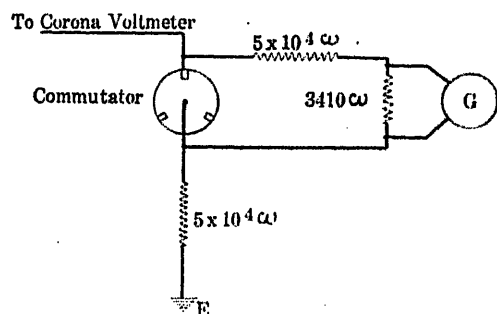 To Corona Voltmeter
5 x 10⁴ ω
Commutator
3410 ω
G
5 x 10⁴ ω
E